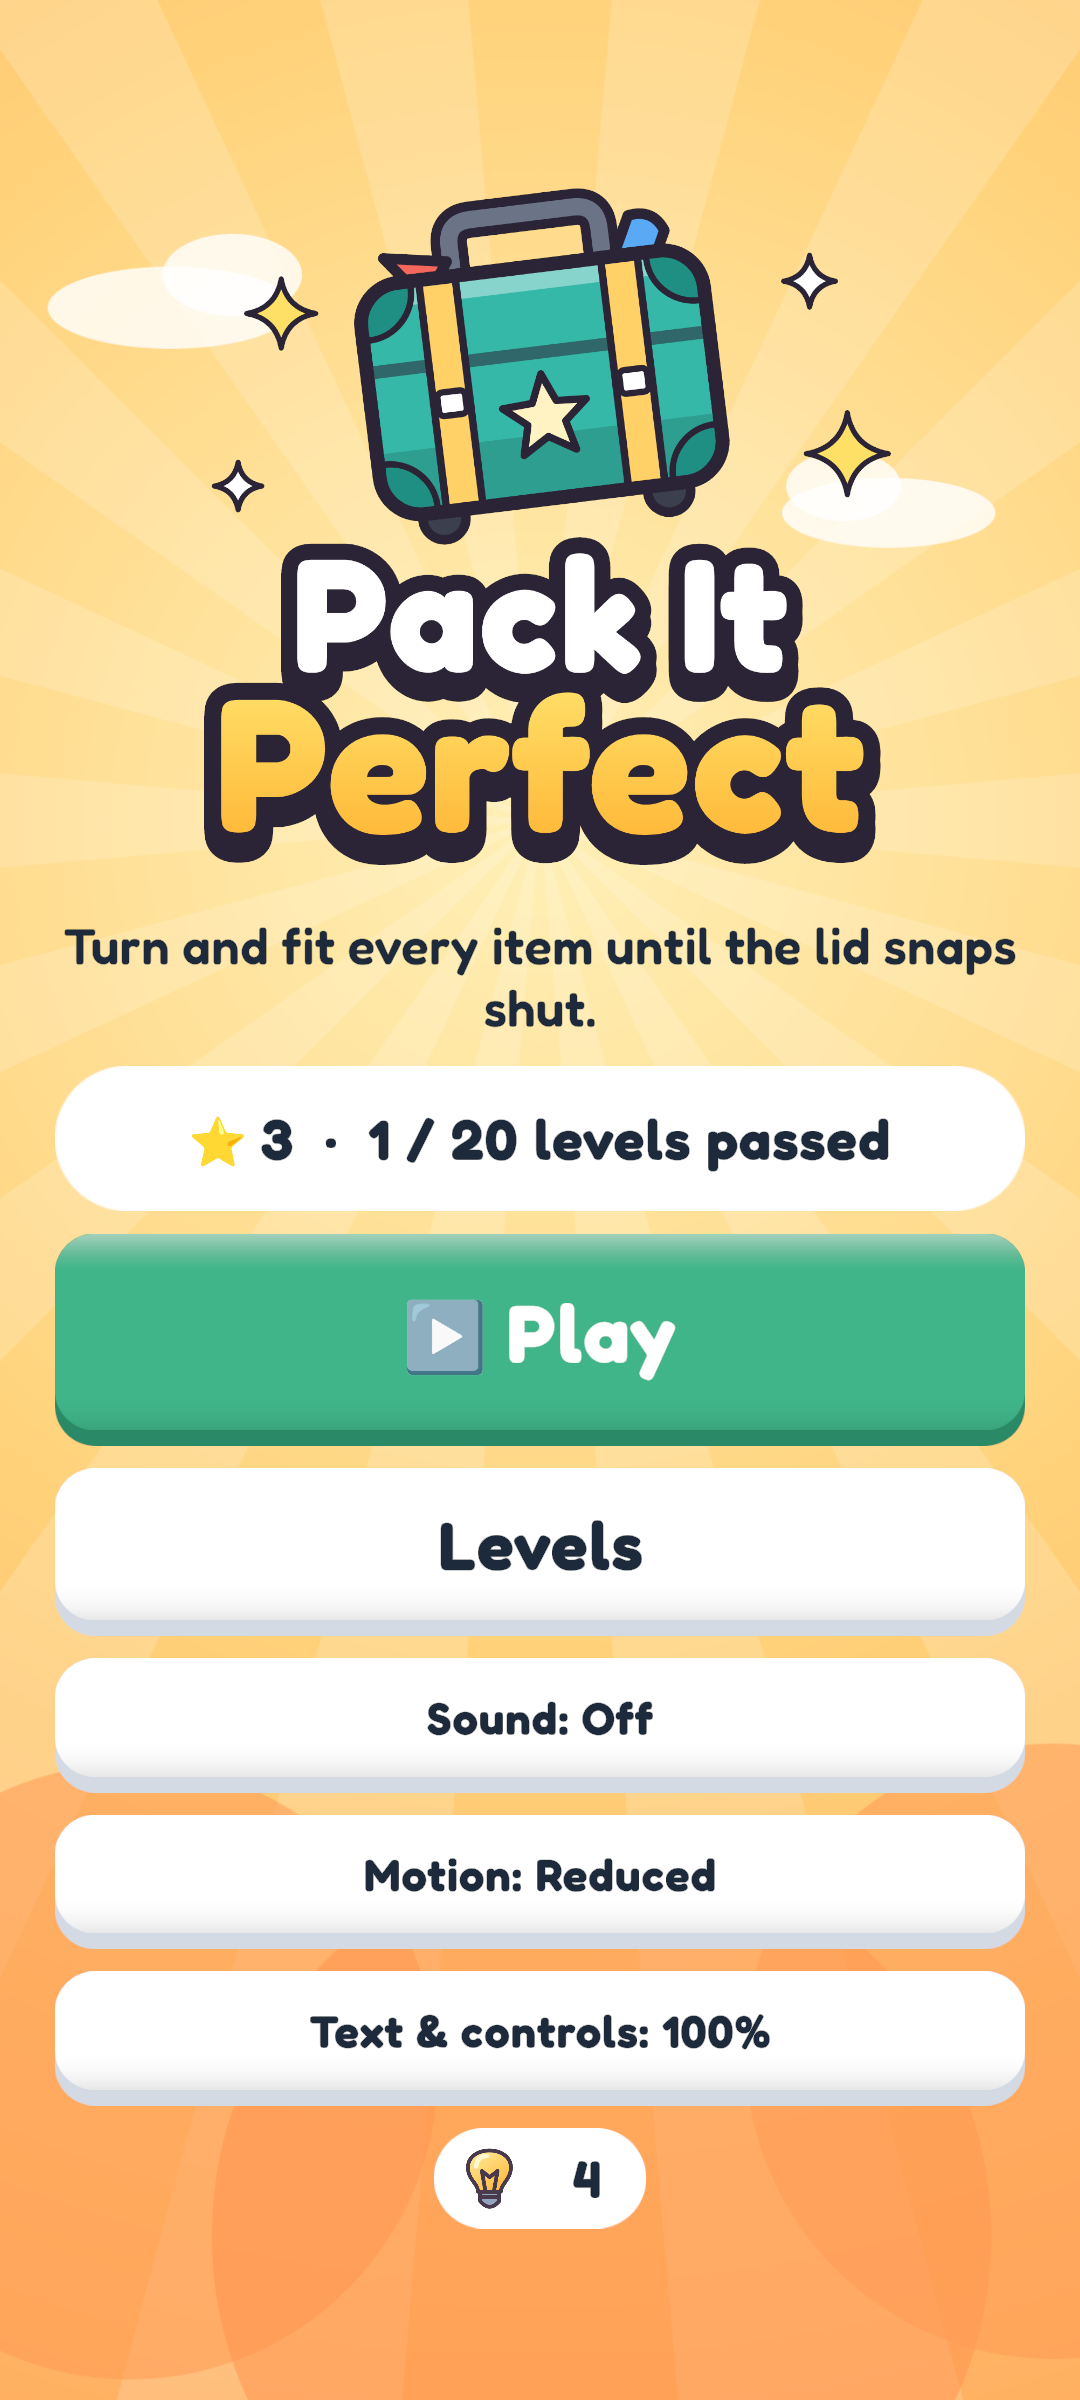 Pack It
Perfect
Turn and fit every item until the lid snaps
shut.
⭐ 3 · 1 / 20 levels passed
▶️ Play
Levels
Sound: Off
Motion: Reduced
Text & controls: 100%
4